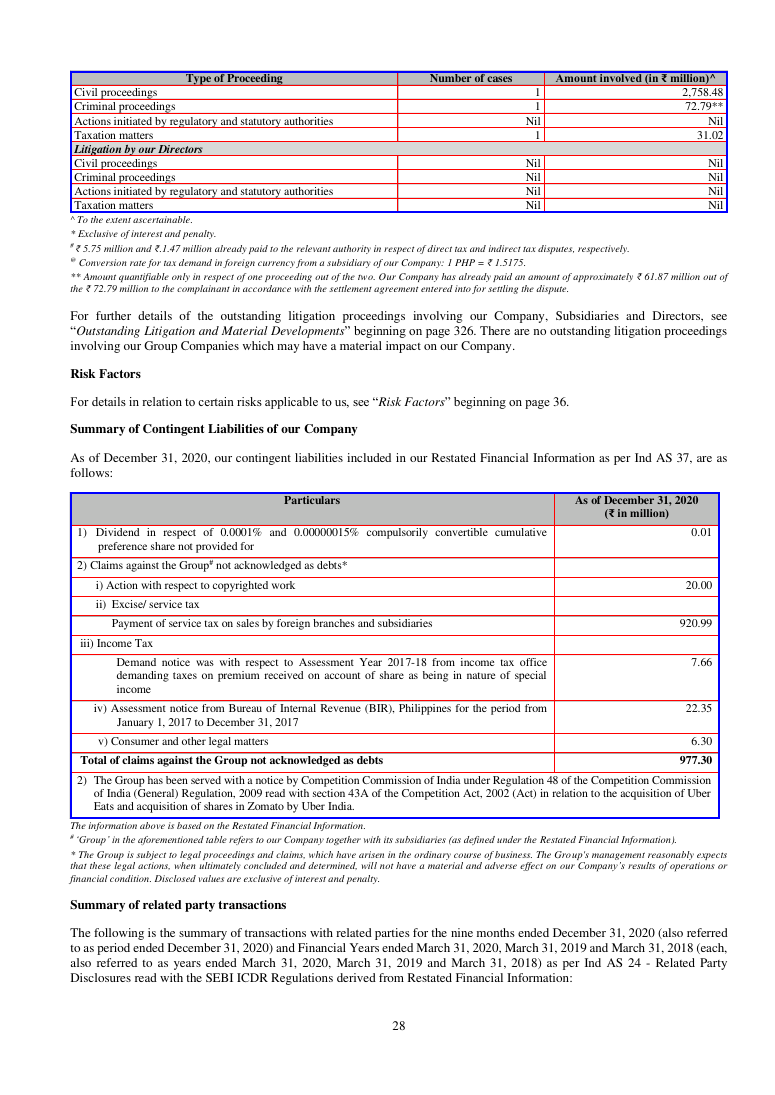 Type of Proceeding Number of cases Amount involved (in ₹ million)^
Civil proceedings 1 2,758.48
Criminal proceedings 1 72.79**
Actions initiated by regulatory and statutory authorities Nil Nil
Taxation matters 1 31.02
Litigation by our Directors
Civil proceedings Nil Nil
Criminal proceedings Nil Nil
Actions initiated by regulatory and statutory authorities Nil Nil
Taxation matters Nil Nil
^ To the extent ascertainable.
* Exclusive of interest and penalty.
# ₹ 5.75 million and ₹.1.47 million already paid to the relevant authority in respect of direct tax and indirect tax disputes, respectively.
@ Conversion rate for tax demand in foreign currency from a subsidiary of our Company: 1 PHP = ₹ 1.5175.
** Amount quantifiable only in respect of one proceeding out of the two. Our Company has already paid an amount of approximately ₹ 61.87 million out of
the ₹ 72.79 million to the complainant in accordance with the settlement agreement entered into for settling the dispute.
For further details of the outstanding litigation proceedings involving our Company, Subsidiaries and Directors, see
“Outstanding Litigation and Material Developments” beginning on page 326. There are no outstanding litigation proceedings
involving our Group Companies which may have a material impact on our Company.
Risk Factors
For details in relation to certain risks applicable to us, see “Risk Factors” beginning on page 36.
Summary of Contingent Liabilities of our Company
As of December 31, 2020, our contingent liabilities included in our Restated Financial Information as per Ind AS 37, are as
follows:
Particulars As of December 31, 2020
(₹ in million)
1) Dividend in respect of 0.0001% and 0.00000015% compulsorily convertible cumulative 0.01
preference share not provided for
2) Claims against the Group# not acknowledged as debts*
i) Action with respect to copyrighted work 20.00
ii) Excise/ service tax
Payment of service tax on sales by foreign branches and subsidiaries 920.99
iii) Income Tax
Demand notice was with respect to Assessment Year 2017-18 from income tax office 7.66
demanding taxes on premium received on account of share as being in nature of special
income
iv) Assessment notice from Bureau of Internal Revenue (BIR), Philippines for the period from 22.35
January 1, 2017 to December 31, 2017
v) Consumer and other legal matters 6.30
Total of claims against the Group not acknowledged as debts 977.30
2) The Group has been served with a notice by Competition Commission of India under Regulation 48 of the Competition Commission
of India (General) Regulation, 2009 read with section 43A of the Competition Act, 2002 (Act) in relation to the acquisition of Uber
Eats and acquisition of shares in Zomato by Uber India.
The information above is based on the Restated Financial Information.
# ‘Group’ in the aforementioned table refers to our Company together with its subsidiaries (as defined under the Restated Financial Information).
* The Group is subject to legal proceedings and claims, which have arisen in the ordinary course of business. The Group's management reasonably expects
that these legal actions, when ultimately concluded and determined, will not have a material and adverse effect on our Company’s results of operations or
financial condition. Disclosed values are exclusive of interest and penalty.
Summary of related party transactions
The following is the summary of transactions with related parties for the nine months ended December 31, 2020 (also referred
to as period ended December 31, 2020) and Financial Years ended March 31, 2020, March 31, 2019 and March 31, 2018 (each,
also referred to as years ended March 31, 2020, March 31, 2019 and March 31, 2018) as per Ind AS 24 - Related Party
Disclosures read with the SEBI ICDR Regulations derived from Restated Financial Information:
28